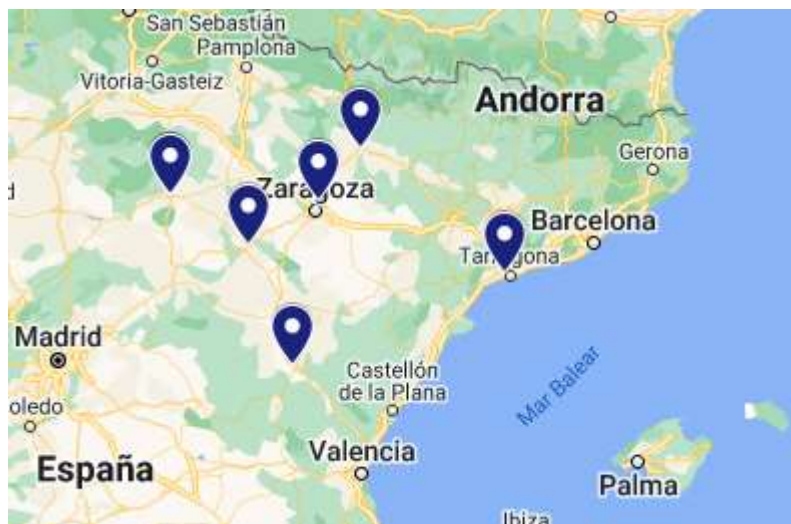 San Sebastián
Pamplona
Vitoria-Gasteiz
Andorra
Gerona
Zaragoza
Barcelona
Tarragona
Madrid
Castellón
de la Plana
Mar Balear
oledo
Valencia
España
Palma
Ibiza